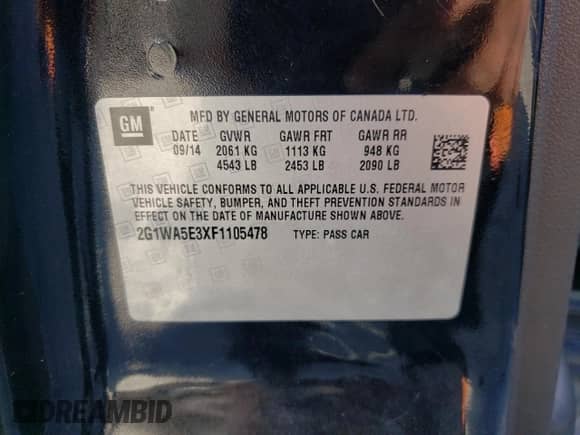 GM
MFD BY GENERAL MOTORS OF CANADA LTD.
DATE GVWR GAWR FRT GAWR RR
09/14 2061 KG 1113 KG 948 KG
4543 LB 2453 LB 2090 LB
THIS VEHICLE CONFORMS TO ALL APPLICABLE U.S. FEDERAL MOTOR
VEHICLE SAFETY, BUMPER, AND THEFT PREVENTION STANDARDS IN
EFFECT ON THE DATE OF MANUFACTURE SHOWN ABOVE.
2G1WA5E3XF1105478 TYPE: PASS CAR
DREAMBID